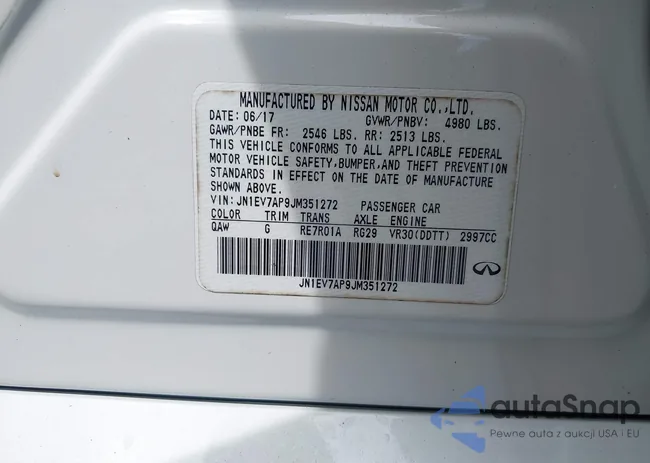 MANUFACTURED BY NISSAN MOTOR CO.,LTD.
DATE: 06/17 GVWR/PNBV: 4980 LBS.
GAWR/PNBE FR: 2546 LBS. RR: 2513 LBS.
THIS VEHICLE CONFORMS TO ALL APPLICABLE FEDERAL
MOTOR VEHICLE SAFETY,BUMPER,AND THEFT PREVENTION
STANDARDS IN EFFECT ON THE DATE OF MANUFACTURE
SHOWN ABOVE.
VIN: JN1EV7AP9JM351272 PASSENGER CAR
COLOR TRIM TRANS AXLE ENGINE
QAW G RE7R01A RG29 VR30(DDTT) 2997CC
JN1EV7AP9JM351272
autaSnap
Pewne auta z aukcji USA i EU